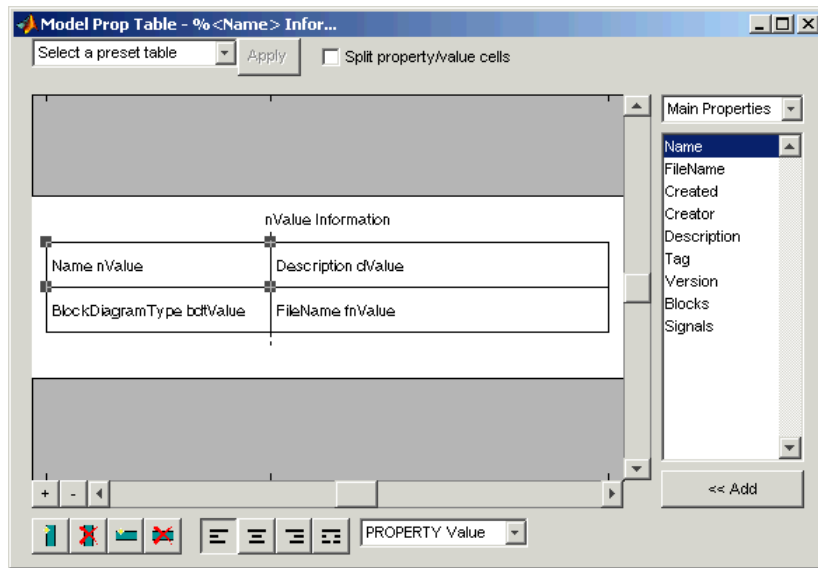 Model Prop Table - %<Name> Infor...
Select a preset table
Apply
Split property/value cells
Main Properties
Name
FileName
Created
Creator
Description
Tag
Version
Blocks
Signals
nValue Information
Name nValue
Description dValue
BlockDiagramType bdtValue
FileName fnValue
+ -
<< Add
PROPERTY Value